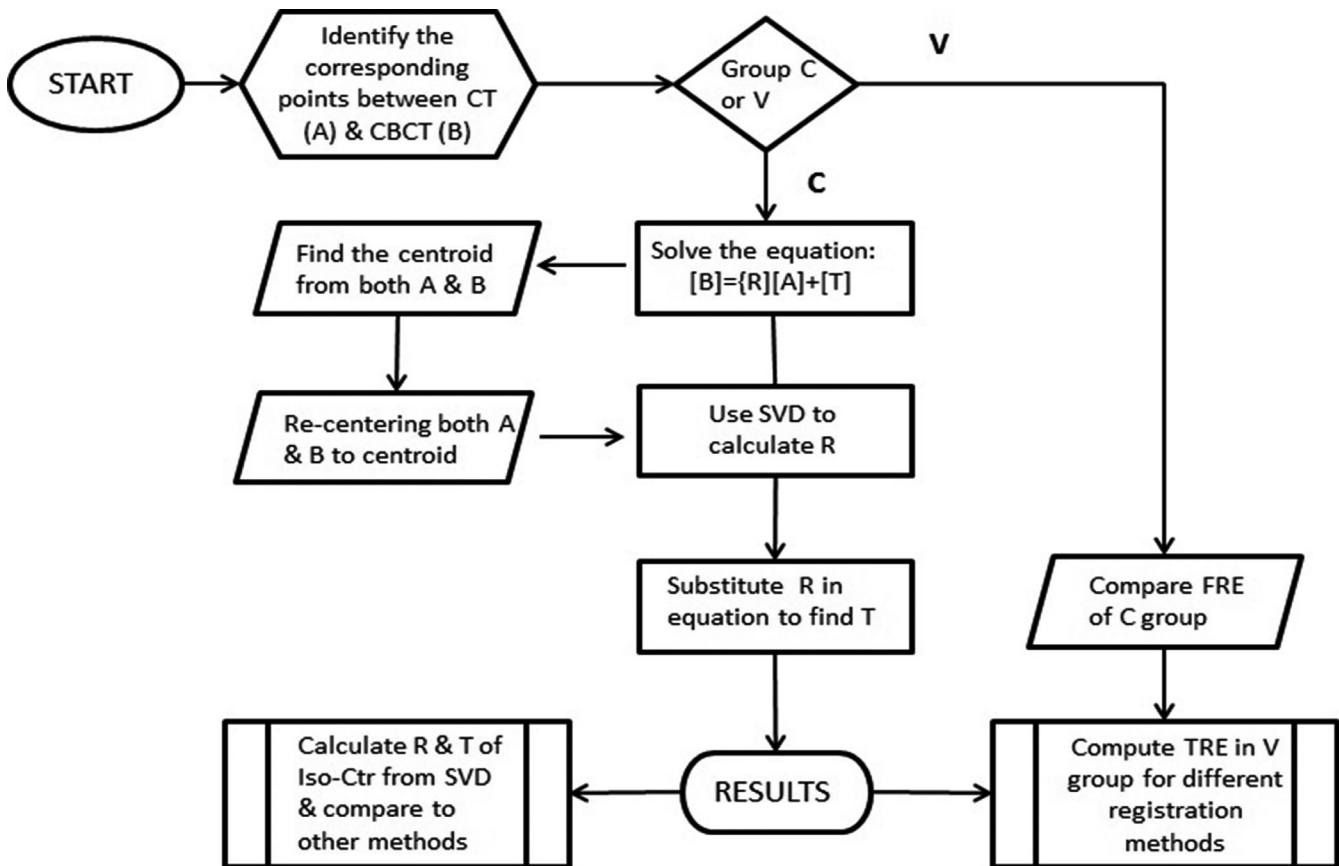 START
Identify the
corresponding
points between CT
(A) & CBCT (B)
Group C
or V
V
C
Solve the equation:
[B]={R][A]+[T]
Find the centroid
from both A & B
Re-centering both A
& B to centroid
Use SVD to
calculate R
Substitute R in
equation to find T
Compare FRE
of C group
Calculate R & T of
Iso-Ctr from SVD
& compare to
other methods
RESULTS
Compute TRE in V
group for different
registration
methods